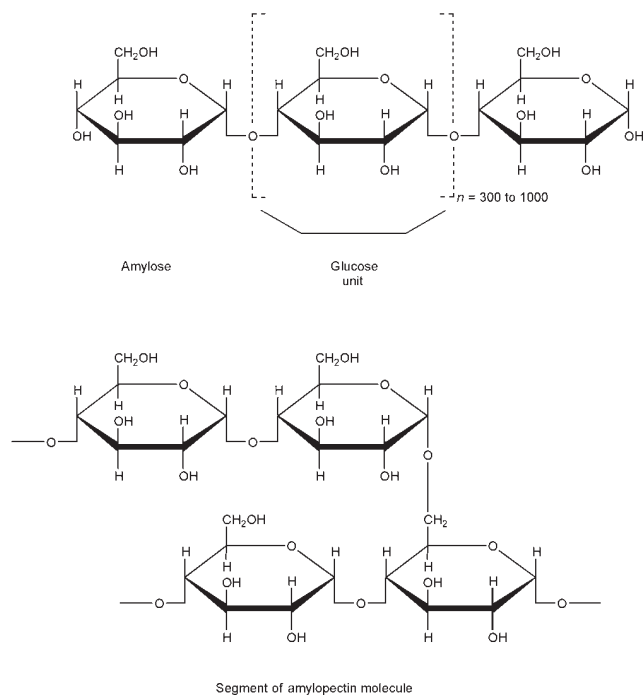 CH2OH CH2OH CH2OH
H O H H O H H O H
H H H
OH H OH H OH H
OH O O OH
H OH H OH H OH
n = 300 to 1000
Amylose Glucose
unit
CH2OH CH2OH
H O H H O H
H H
OH H OH H
O O O
H OH H OH
CH2OH CH2
H O H H O H
H H
OH H OH H
O O O
H OH H OH
Segment of amylopectin molecule